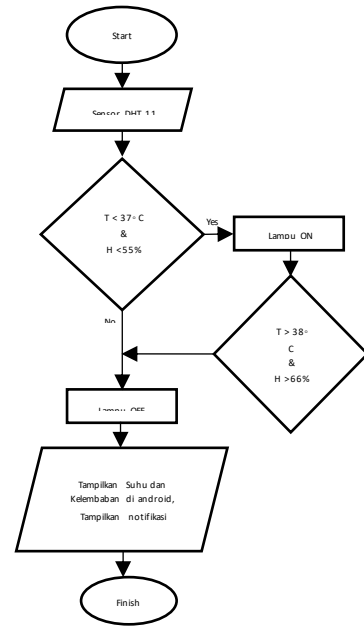 Start
Sensor DHT 11
T < 37° C
&
H <55%
Yes
Lampu ON
No
T > 38°
C
&
H >66%
Lampu OFF
Tampilkan Suhu dan
Kelembaban di android,
Tampilkan notifikasi
Finish